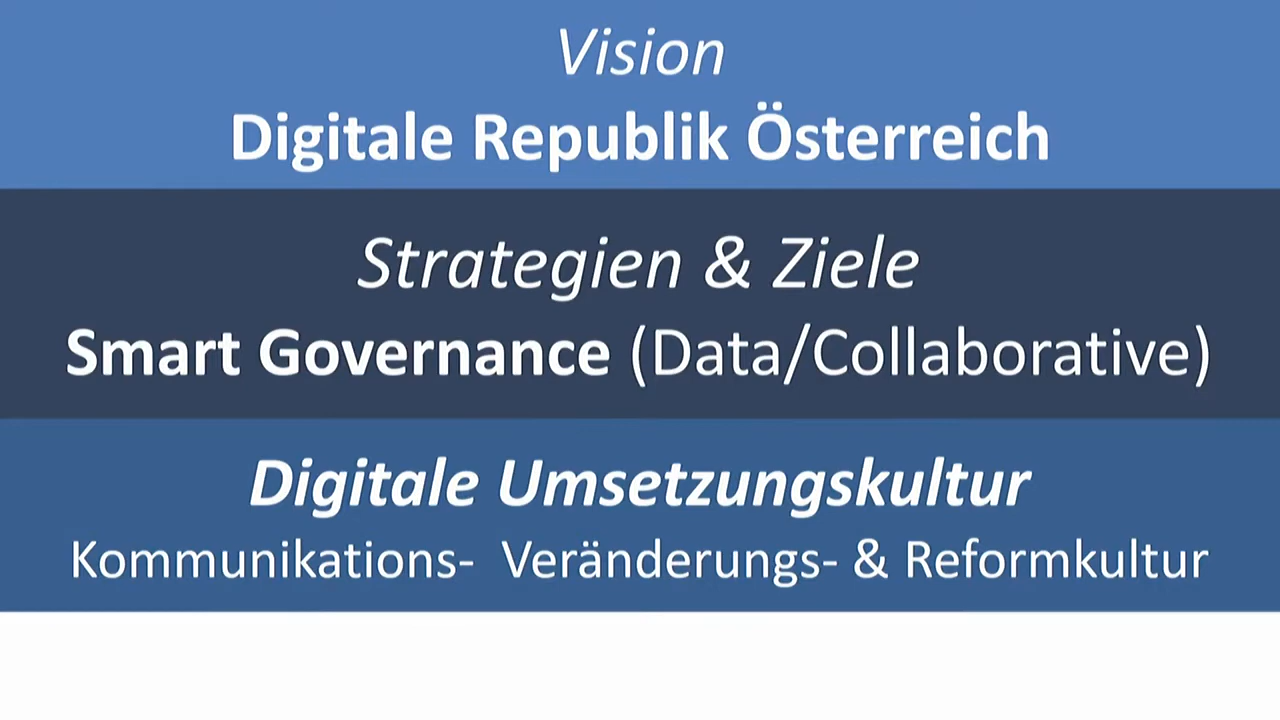 Vision
Digitale Republik Österreich
Strategien & Ziele
Smart Governance (Data/Collaborative)
Digitale Umsetzungskultur
Kommunikations- Veränderungs- & Reformkultur